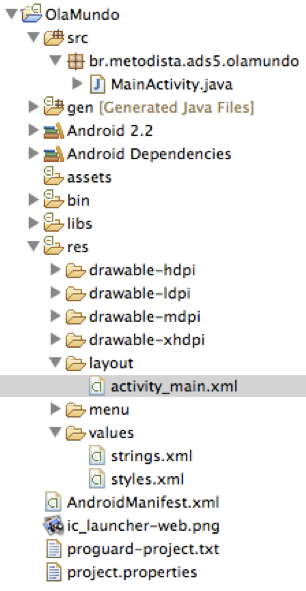 OlaMundo
src
br.metodista.ads5.olamundo
MainActivity.java
gen [Generated Java Files]
Android 2.2
Android Dependencies
assets
bin
libs
res
drawable-hdpi
drawable-ldpi
drawable-mdpi
drawable-xhdpi
layout
activity_main.xml
menu
values
strings.xml
styles.xml
AndroidManifest.xml
ic_launcher-web.png
proguard-project.txt
project.properties